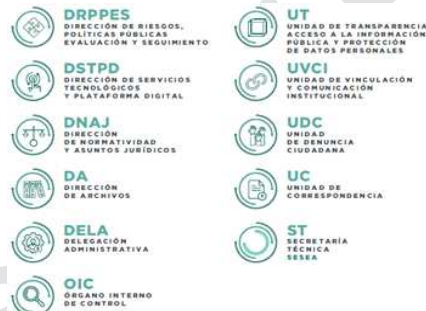 DRPPES
DIRECCIÓN DE RIESGOS,
POLÍTICAS PÚBLICAS
EVALUACIÓN Y SEGUIMIENTO
DSTPD
DIRECCIÓN DE SERVICIOS
TECNOLÓGICOS
Y PLATAFORMA DIGITAL
DNAJ
DIRECCIÓN
DE NORMATIVIDAD
Y ASUNTOS JURÍDICOS
DA
DIRECCIÓN
DE ARCHIVOS
DELA
DELEGACIÓN
ADMINISTRATIVA
OIC
ÓRGANO INTERNO
DE CONTROL
UT
UNIDAD DE TRANSPARENCIA
ACCESO A LA INFORMACIÓN
PÚBLICA Y PROTECCIÓN
DE DATOS PERSONALES
UVCI
UNIDAD DE VINCULACIÓN
Y COMUNICACIÓN
INSTITUCIONAL
UDC
UNIDAD
DE DENUNCIA
CIUDADANA
UC
UNIDAD DE
CORRESPONDENCIA
ST
SECRETARÍA
TÉCNICA
SESEA